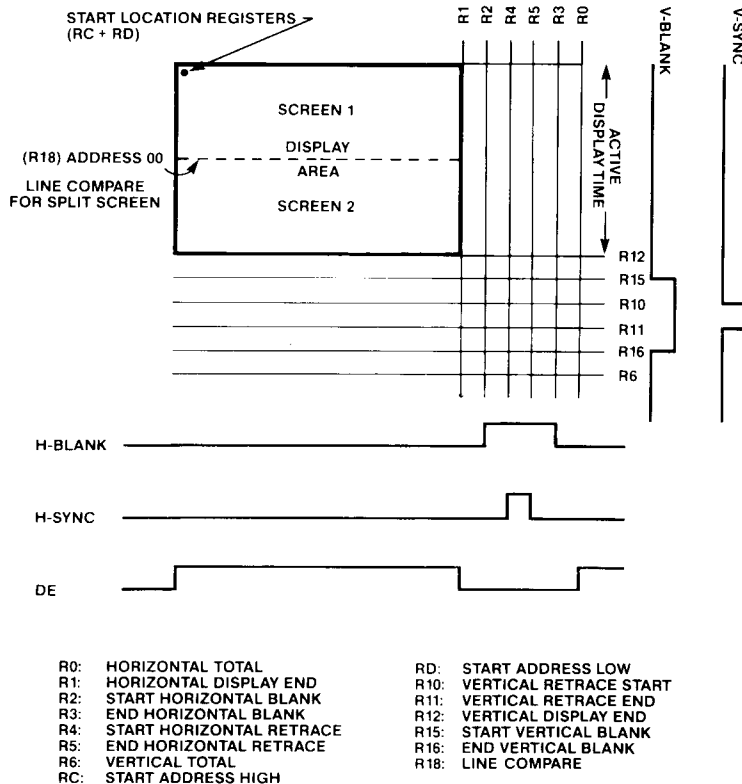 START LOCATION REGISTERS
(RC + RD)
R1
R2
R4
R5
R3
R0
V-BLANK
V-SYNC
SCREEN 1
DISPLAY
AREA
SCREEN 2
(R18) ADDRESS 00
LINE COMPARE
FOR SPLIT SCREEN
ACTIVE
DISPLAY TIME
R12
R15
R10
R11
R16
R6
H-BLANK
H-SYNC
DE
R0: HORIZONTAL TOTAL
R1: HORIZONTAL DISPLAY END
R2: START HORIZONTAL BLANK
R3: END HORIZONTAL BLANK
R4: START HORIZONTAL RETRACE
R5: END HORIZONTAL RETRACE
R6: VERTICAL TOTAL
RC: START ADDRESS HIGH
RD: START ADDRESS LOW
R10: VERTICAL RETRACE START
R11: VERTICAL RETRACE END
R12: VERTICAL DISPLAY END
R15: START VERTICAL BLANK
R16: END VERTICAL BLANK
R18: LINE COMPARE